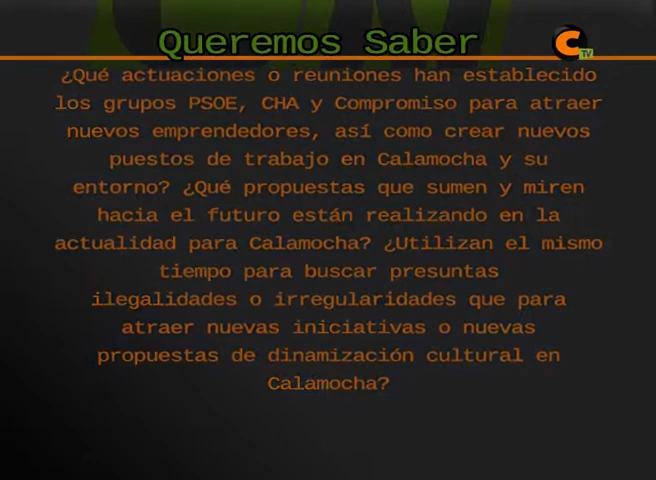 Queremos Saber
C TV
¿Qué actuaciones o reuniones han establecido
los grupos PSOE, CHA y Compromiso para atraer
nuevos emprendedores, así como crear nuevos
puestos de trabajo en Calamocha y su
entorno? ¿Qué propuestas que sumen y miren
hacia el futuro están realizando en la
actualidad para Calamocha? ¿Utilizan el mismo
tiempo para buscar presuntas
ilegalidades o irregularidades que para
atraer nuevas iniciativas o nuevas
propuestas de dinamización cultural en
Calamocha?